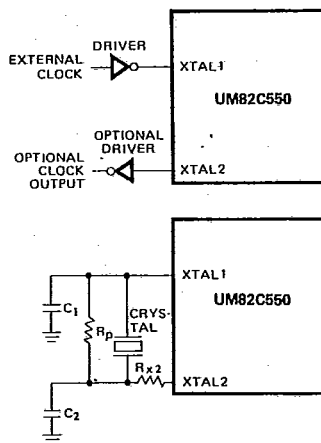 DRIVER
EXTERNAL
CLOCK
XTAL1
UM82C550
OPTIONAL
DRIVER
OPTIONAL
CLOCK
OUTPUT
XTAL2
XTAL1
UM82C550
C1
Rp
CRYS-
TAL
Rx2
XTAL2
C2